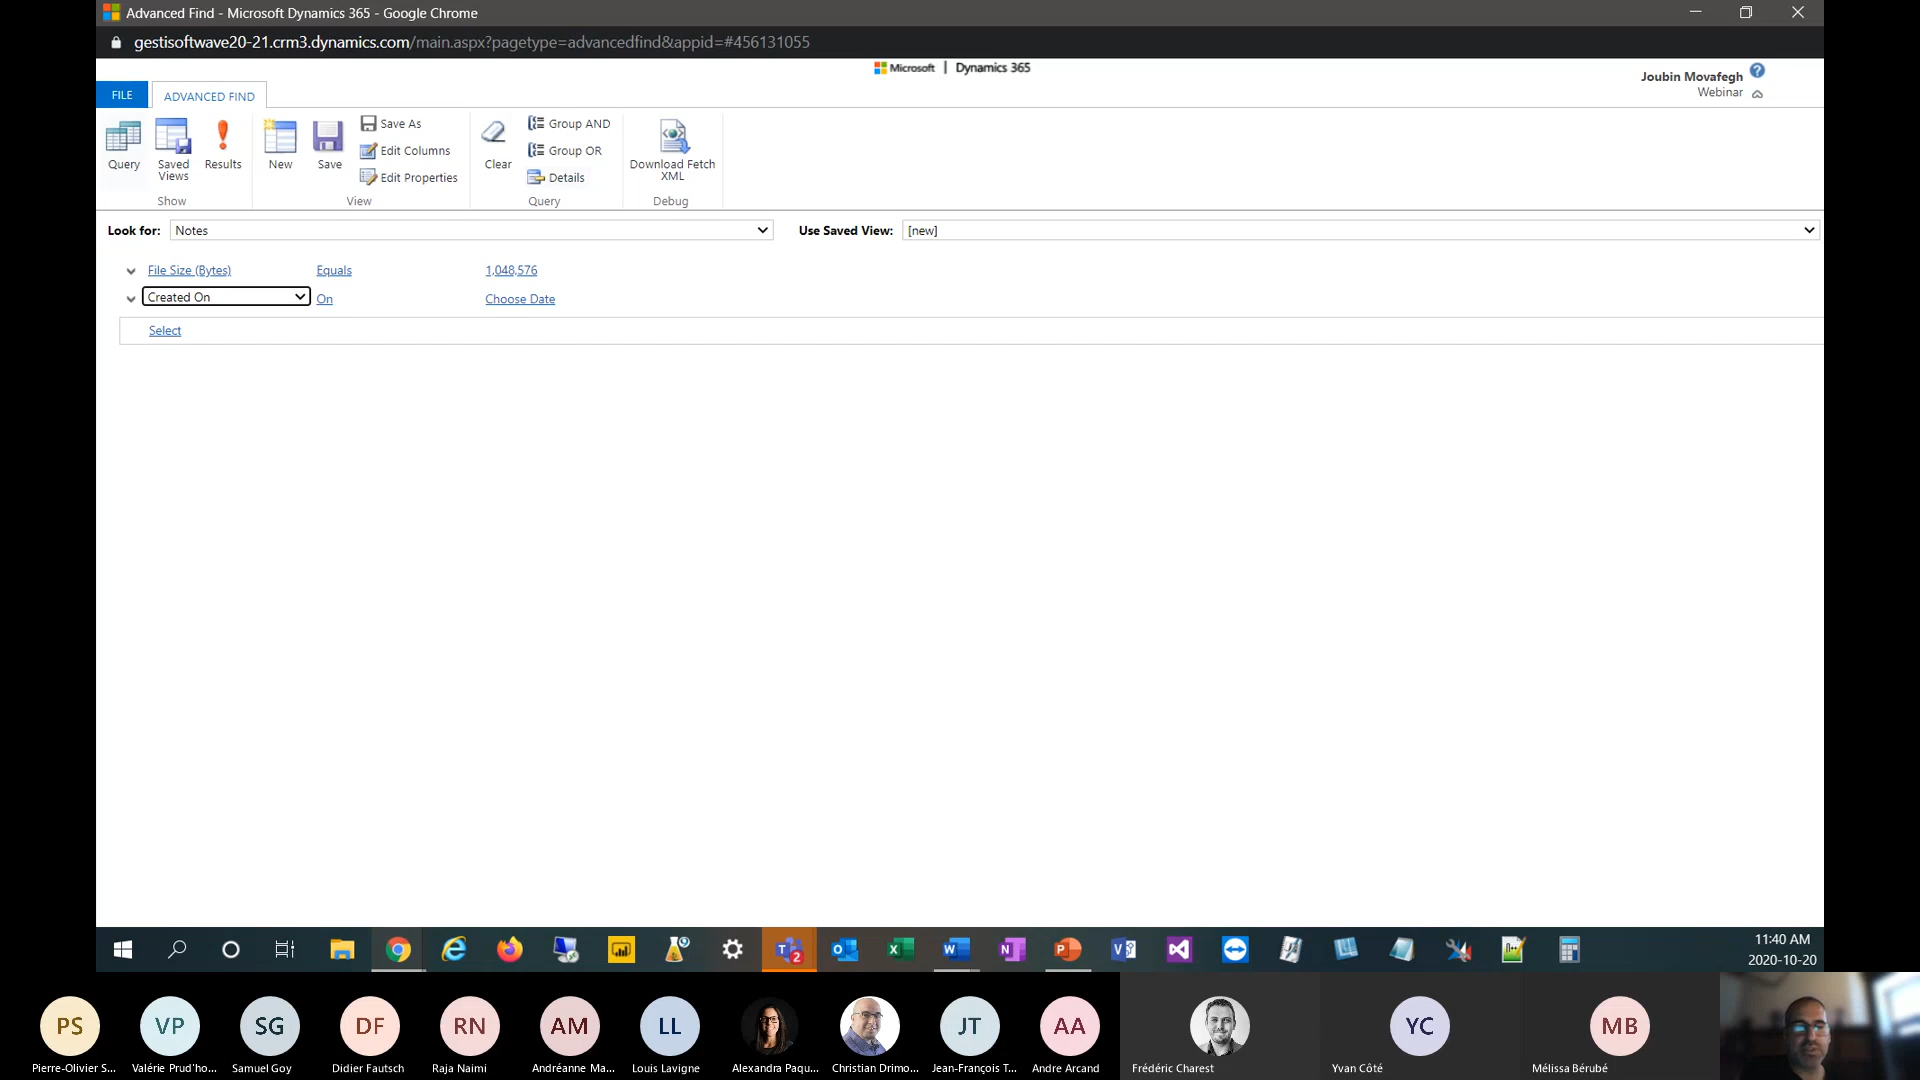 Advanced Find - Microsoft Dynamics 365 - Google Chrome
gestisoftwave20-21.crm3.dynamics.com/main.aspx?pagetype=advancedfind&appid=#456131055
Microsoft | Dynamics 365
Joubin Movafegh
Webinar
FILE
ADVANCED FIND
Query
Saved Views
Results
Show
New
Save
Save As
Edit Columns
Edit Properties
View
Clear
Group AND
Group OR
Details
Query
Download Fetch XML
Debug
Look for: Notes
Use Saved View: [new]
File Size (Bytes) Equals 1,048,576
Created On On Choose Date
Select
11:40 AM
2020-10-20
PS
VP
SG
DF
RN
AM
LL
JT
AA
YC
MB
Pierre-Olivier S...
Valérie Prud'ho...
Samuel Goy
Didier Fautsch
Raja Naimi
Andréanne Ma...
Louis Lavigne
Alexandra Paqu...
Christian Drimo...
Jean-François T...
Andre Arcand
Frédéric Charest
Yvan Côté
Mélissa Bérubé